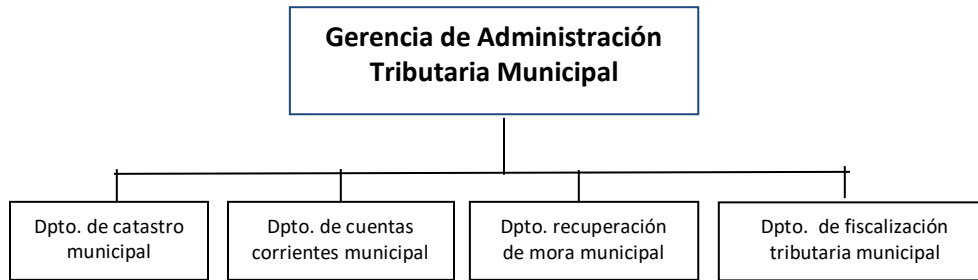 Gerencia de Administración
Tributaria Municipal
Dpto. de catastro
municipal
Dpto. de cuentas
corrientes municipal
Dpto. recuperación
de mora municipal
Dpto. de fiscalización
tributaria municipal